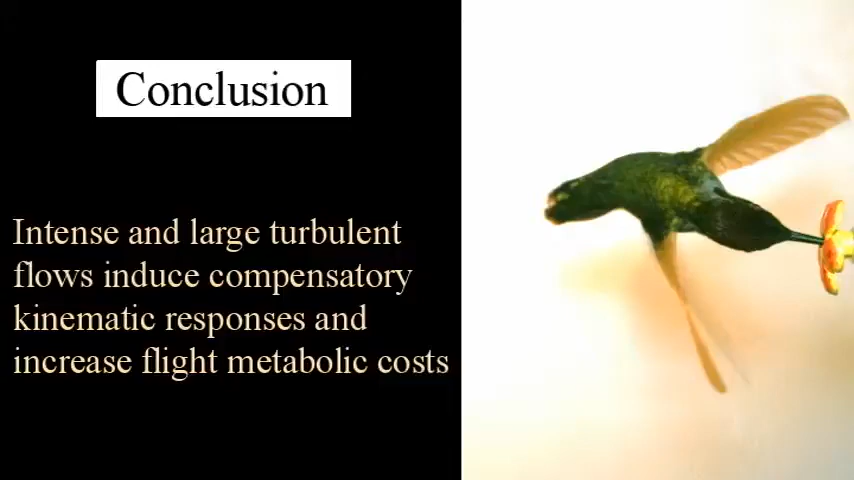 Conclusion
Intense and large turbulent
flows induce compensatory
kinematic responses and
increase flight metabolic costs